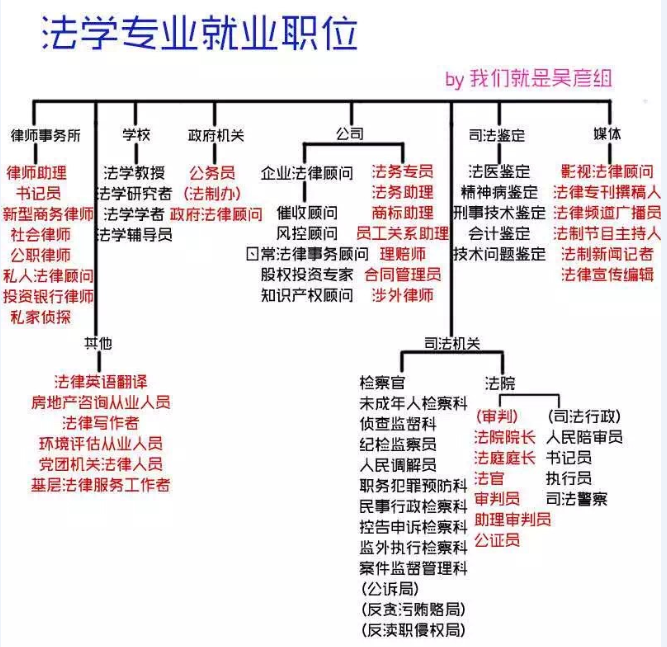 法学专业就业职位
by 我们就是吴彦组
律师事务所
律师助理
书记员
新型商务律师
社会律师
公职律师
私人法律顾问
投资银行律师
私家侦探
学校
法学教授
法学研究者
法学学者
法学辅导员
政府机关
公务员
(法制办)
政府法律顾问
公司
企业法律顾问
催收顾问
风控顾问
日常法律事务顾问
股权投资专家
知识产权顾问
法务专员
法务助理
商标助理
员工关系助理
理赔师
合同管理员
涉外律师
司法鉴定
法医鉴定
精神病鉴定
刑事技术鉴定
会计鉴定
技术问题鉴定
媒体
影视法律顾问
法律专刊撰稿人
法律频道广播员
法制节目主持人
法制新闻记者
法律宣传编辑
其他
法律英语翻译
房地产咨询从业人员
法律写作者
环境评估从业人员
党团机关法律人员
基层法律服务工作者
司法机关
检察官
未成年人检察科
侦查监督科
纪检监察员
人民调解员
职务犯罪预防科
民事行政检察科
控告申诉检察科
监外执行检察科
案件监督管理科
(公诉局)
(反贪污贿赂局)
(反渎职侵权局)
法院
(审判)
法院院长
法庭庭长
法官
审判员
助理审判员
公证员
(司法行政)
人民陪审员
书记员
执行员
司法警察